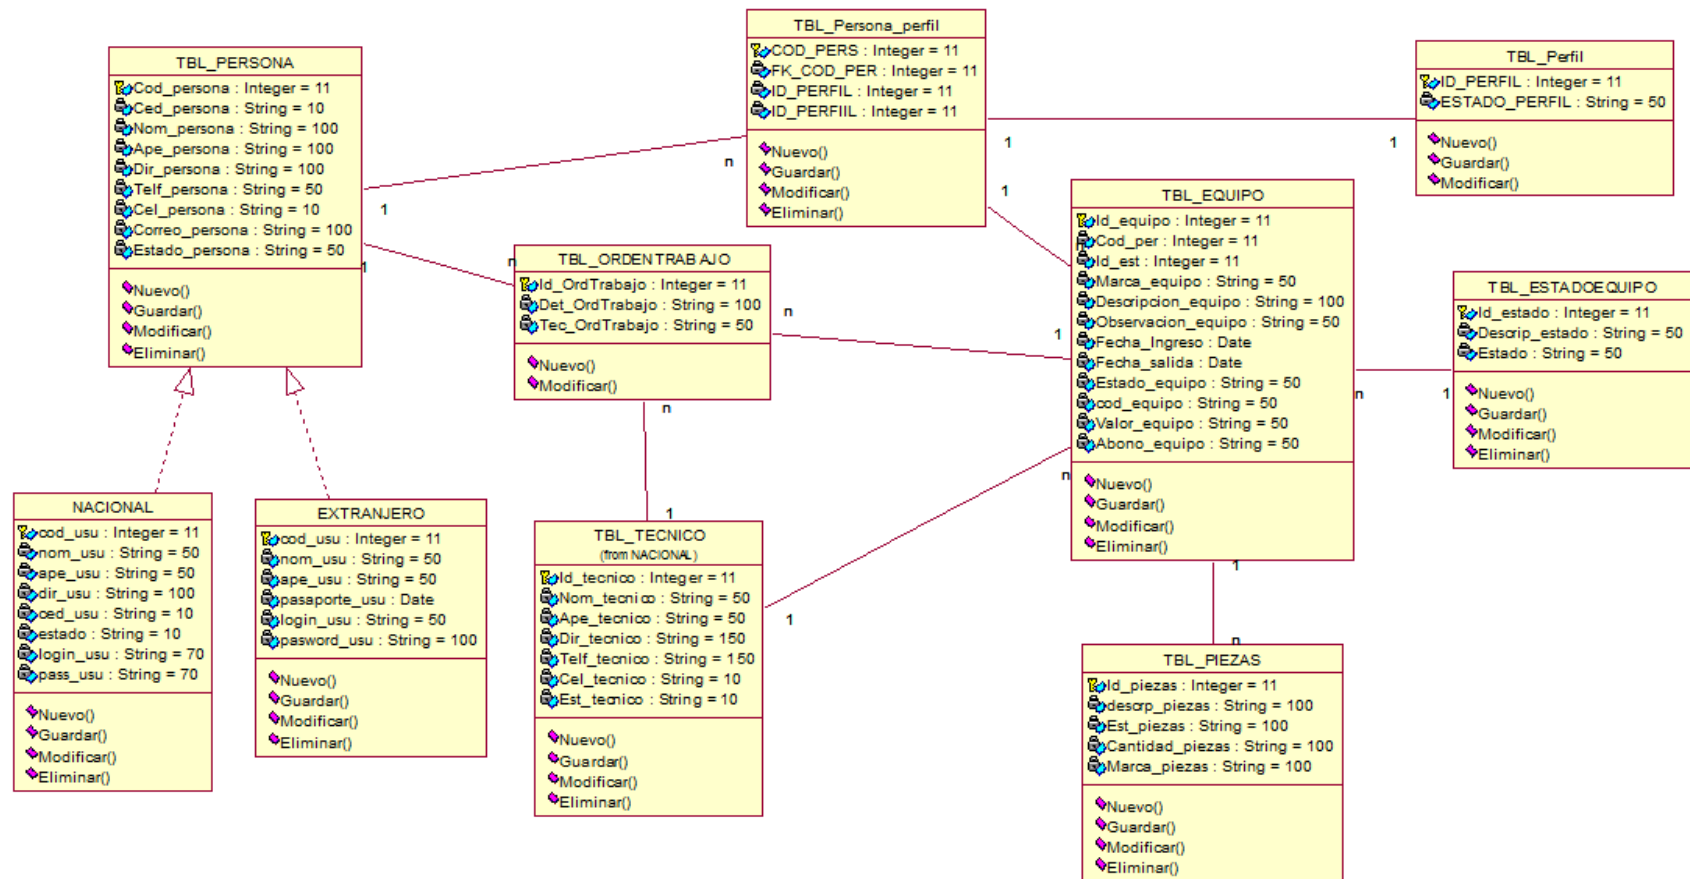 TBL_PERSONA
Cod_persona : Integer = 11
Ced_persona : String = 10
Nom_persona : String = 100
Ape_persona : String = 100
Dir_persona : String = 100
Telf_persona : String = 50
Cel_persona : String = 10
Correo_persona : String = 100
Estado_persona : String = 50
Nuevo()
Guardar()
Modificar()
Eliminar()
TBL_Persona_perfil
COD_PERS : Integer = 11
FK_COD_PER : Integer = 11
ID_PERFIL : Integer = 11
ID_PERFIIL : Integer = 11
Nuevo()
Guardar()
Modificar()
Eliminar()
TBL_Perfil
ID_PERFIL : Integer = 11
ESTADO_PERFIL : String = 50
Nuevo()
Guardar()
Modificar()
1
n
1
1
1
n
1
n
TBL_ORDENTRABAJO
Id_OrdTrabajo : Integer = 11
Det_OrdTrabajo : String = 100
Tec_OrdTrabajo : String = 50
Nuevo()
Modificar()
n
1
n
1
TBL_EQUIPO
Id_equipo : Integer = 11
Cod_per : Integer = 11
Id_est : Integer = 11
Marca_equipo : String = 50
Descripcion_equipo : String = 100
Observacion_equipo : String = 50
Fecha_Ingreso : Date
Fecha_salida : Date
Estado_equipo : String = 50
cod_equipo : String = 50
Valor_equipo : String = 50
Abono_equipo : String = 50
Nuevo()
Guardar()
Modificar()
Eliminar()
n
1
TBL_ESTADOEQUIPO
Id_estado : Integer = 11
Descrip_estado : String = 50
Estado : String = 50
Nuevo()
Guardar()
Modificar()
Eliminar()
NACIONAL
cod_usu : Integer = 11
nom_usu : String = 50
ape_usu : String = 50
dir_usu : String = 100
ced_usu : String = 10
estado : String = 10
login_usu : String = 70
pass_usu : String = 70
Nuevo()
Guardar()
Modificar()
Eliminar()
EXTRANJERO
cod_usu : Integer = 11
nom_usu : String = 50
ape_usu : String = 50
pasaporte_usu : Date
login_usu : String = 50
pasword_usu : String = 100
Nuevo()
Guardar()
Modificar()
Eliminar()
TBL_TECNICO
(from NACIONAL)
Id_tecnico : Integer = 11
Nom_tecnico : String = 50
Ape_tecnico : String = 50
Dir_tecnico : String = 150
Telf_tecnico : String = 150
Cel_tecnico : String = 10
Est_tecnico : String = 10
Nuevo()
Guardar()
Modificar()
Eliminar()
1
n
1
n
TBL_PIEZAS
Id_piezas : Integer = 11
descrp_piezas : String = 100
Est_piezas : String = 100
Cantidad_piezas : String = 100
Marca_piezas : String = 100
Nuevo()
Guardar()
Modificar()
Eliminar()